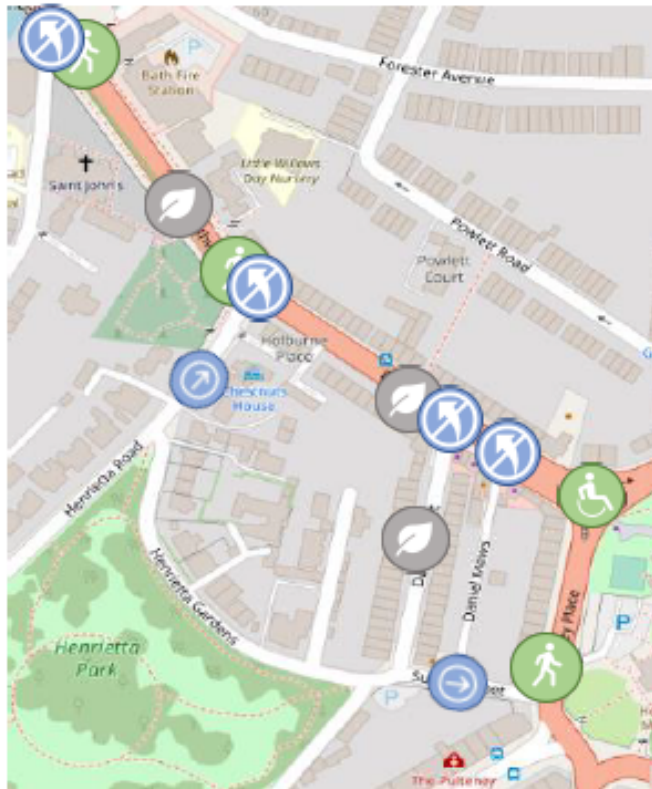 Bath Fire
Station
P
Forester Avenue
Saint John's
Little Willows
Day Nursery
Powlett Road
Powlett
Court
Holburne
Place
Chestnuts
House
Henrietta Road
Henrietta Gardens
Daniel Mews
Henrietta
Park
P
P
The Pulteney